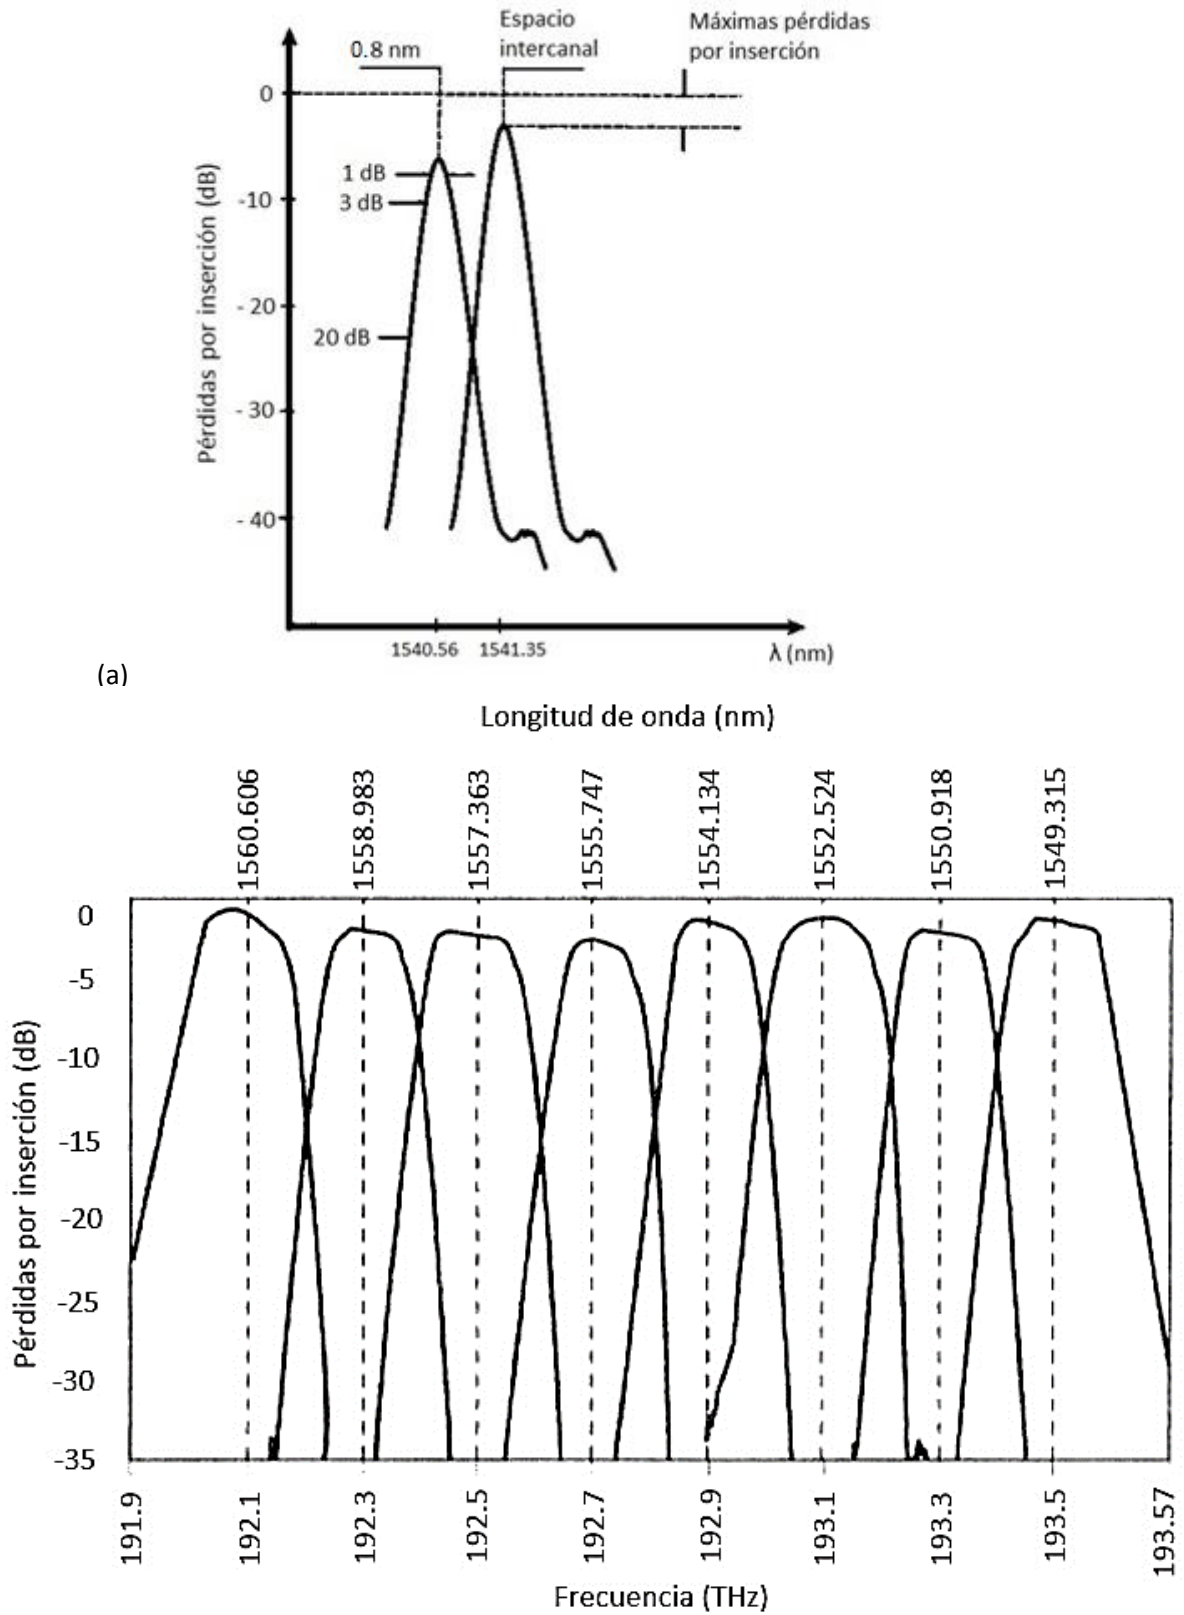 Espacio
intercanal
Máximas pérdidas
por inserción
0.8 nm
0
1 dB
3 dB
-10
- 20
20 dB
- 30
- 40
Pérdidas por inserción (dB)
1540.56 1541.35
λ (nm)
(a)
Longitud de onda (nm)
1560.606 1558.983 1557.363 1555.747 1554.134 1552.524 1550.918 1549.315
0
-5
-10
-15
-20
-25
-30
-35
Pérdidas por inserción (dB)
191.9 192.1 192.3 192.5 192.7 192.9 193.1 193.3 193.5 193.57
Frecuencia (THz)